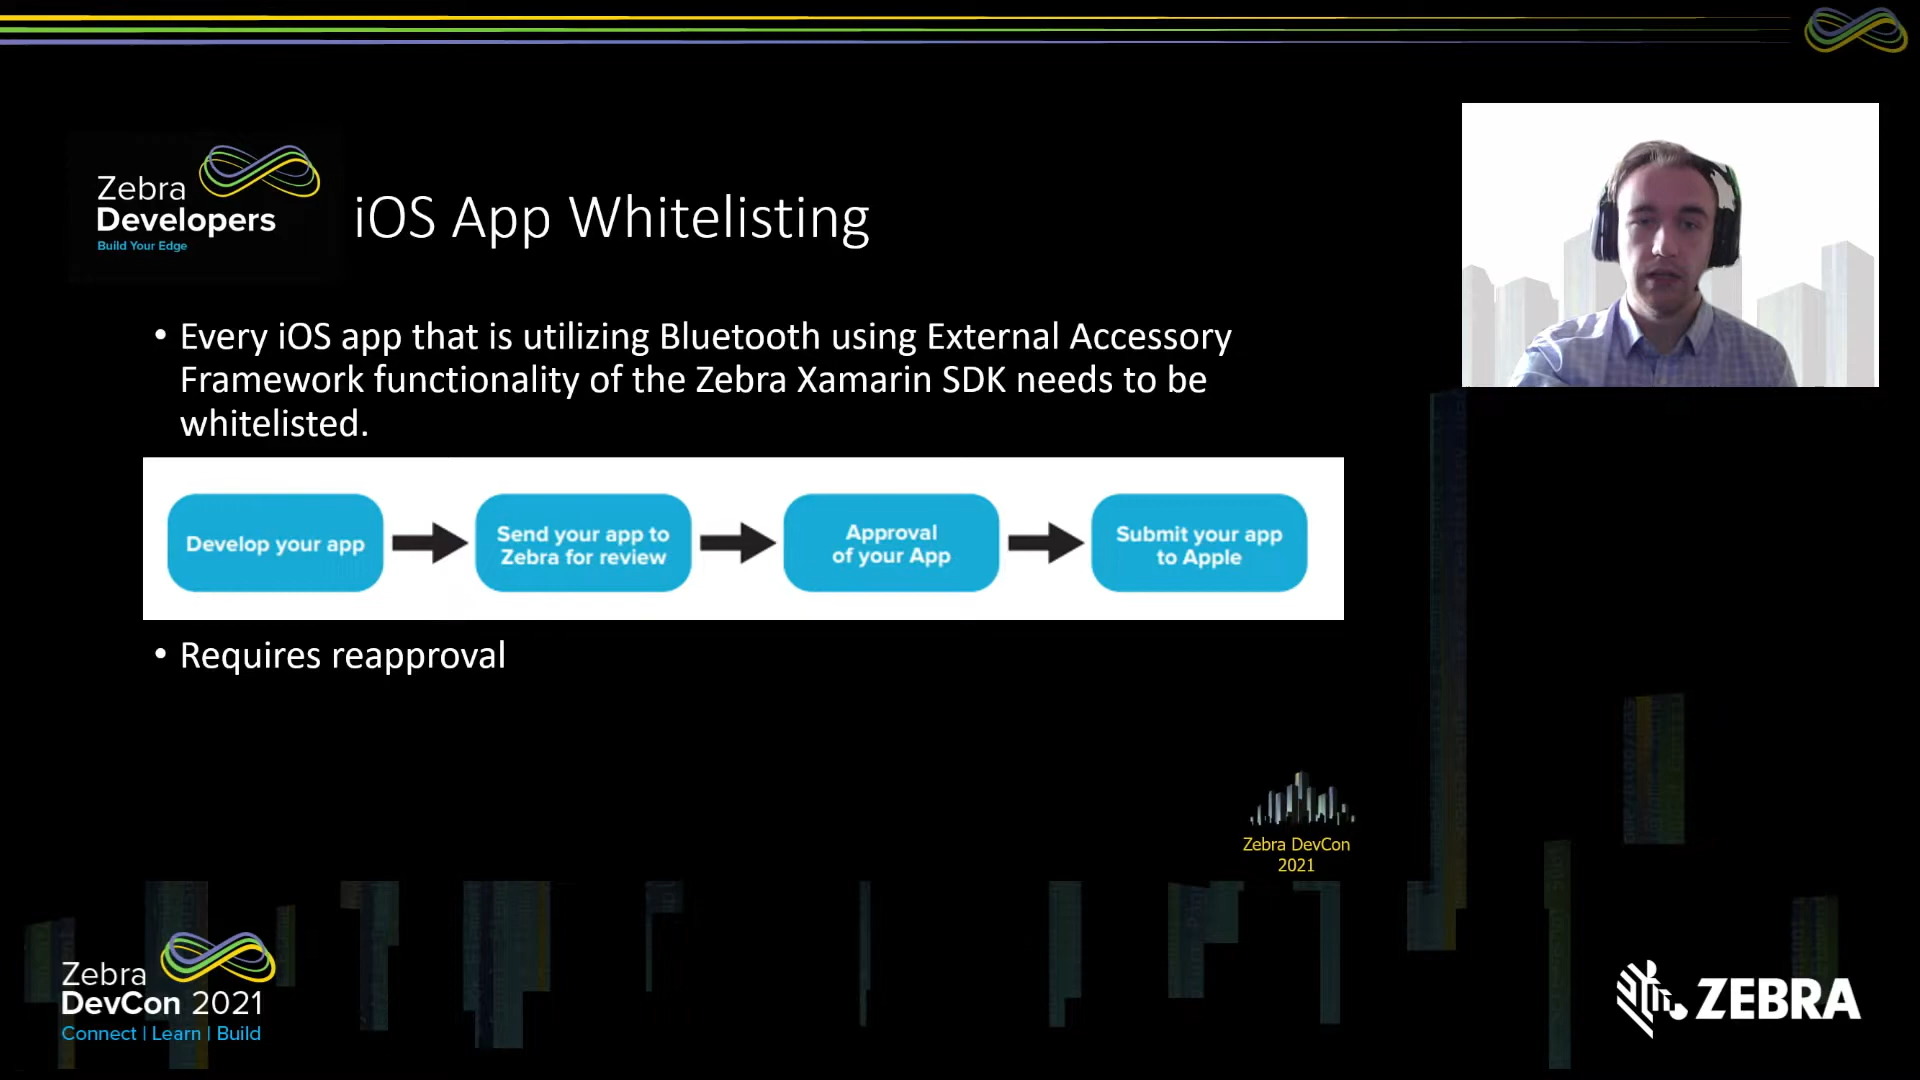 Zebra
Developers
Build Your Edge
iOS App Whitelisting
• Every iOS app that is utilizing Bluetooth using External Accessory
Framework functionality of the Zebra Xamarin SDK needs to be
whitelisted.
Develop your app
Send your app to
Zebra for review
Approval
of your App
Submit your app
to Apple
• Requires reapproval
Zebra DevCon
2021
Zebra
DevCon 2021
Connect | Learn | Build
ZEBRA